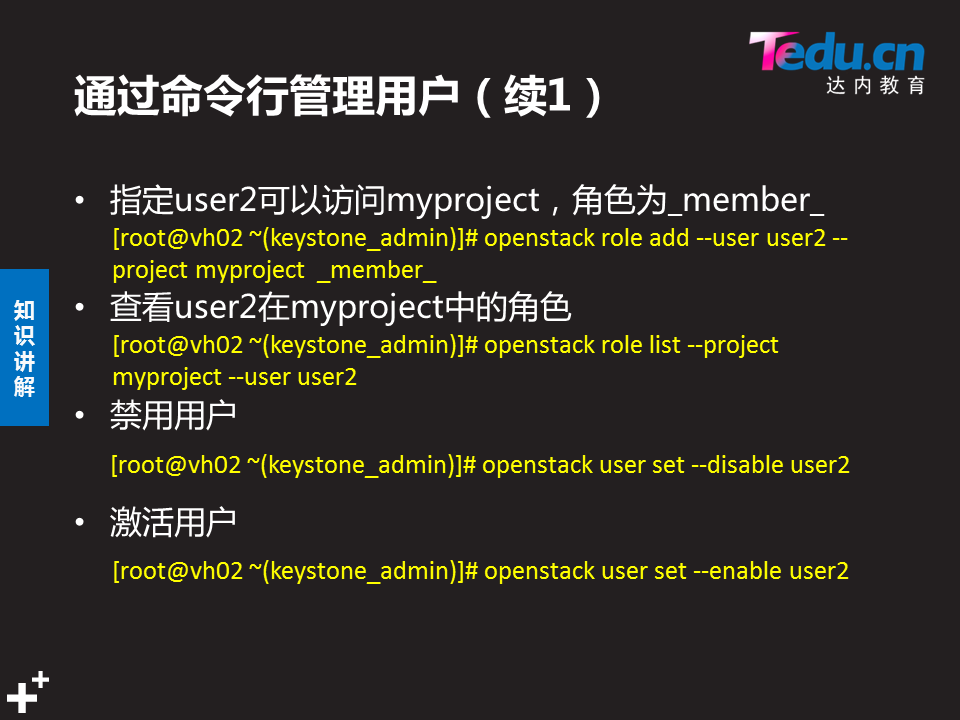 Tedu.cn
达内教育
通过命令行管理用户（续1）
• 指定user2可以访问myproject，角色为_member_
[root@vh02 ~(keystone_admin)]# openstack role add --user user2 --
project myproject _member_
• 查看user2在myproject中的角色
[root@vh02 ~(keystone_admin)]# openstack role list --project
myproject --user user2
• 禁用用户
[root@vh02 ~(keystone_admin)]# openstack user set --disable user2
• 激活用户
[root@vh02 ~(keystone_admin)]# openstack user set --enable user2
知
识
讲
解